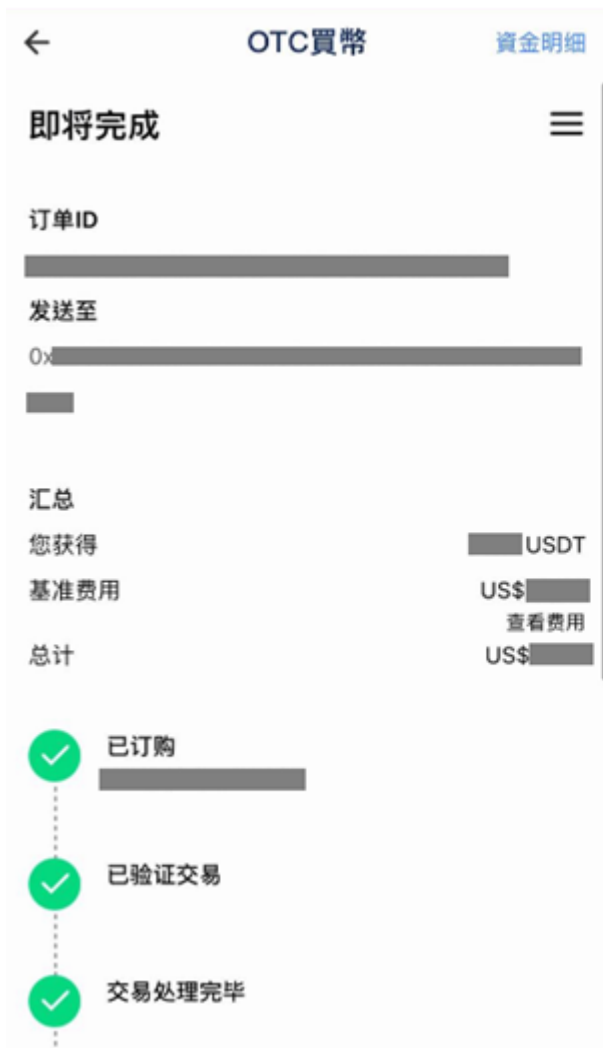 OTC買幣
資金明细
即将完成
订单ID
发送至
0x
汇总
您获得
USDT
基准费用
US$
查看费用
总计
US$
已订购
已验证交易
交易处理完毕